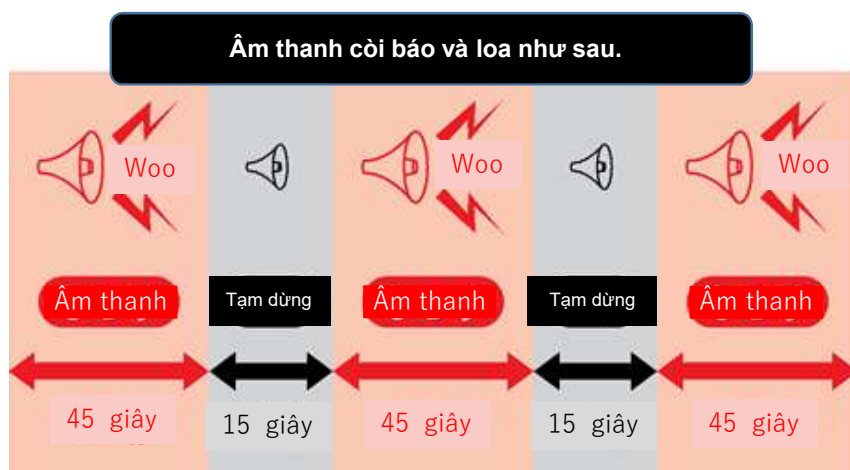 Âm thanh còi báo và loa như sau.
Woo
Woo
Woo
Âm thanh
Tạm dừng
Âm thanh
Tạm dừng
Âm thanh
45 giây
15 giây
45 giây
15 giây
45 giây